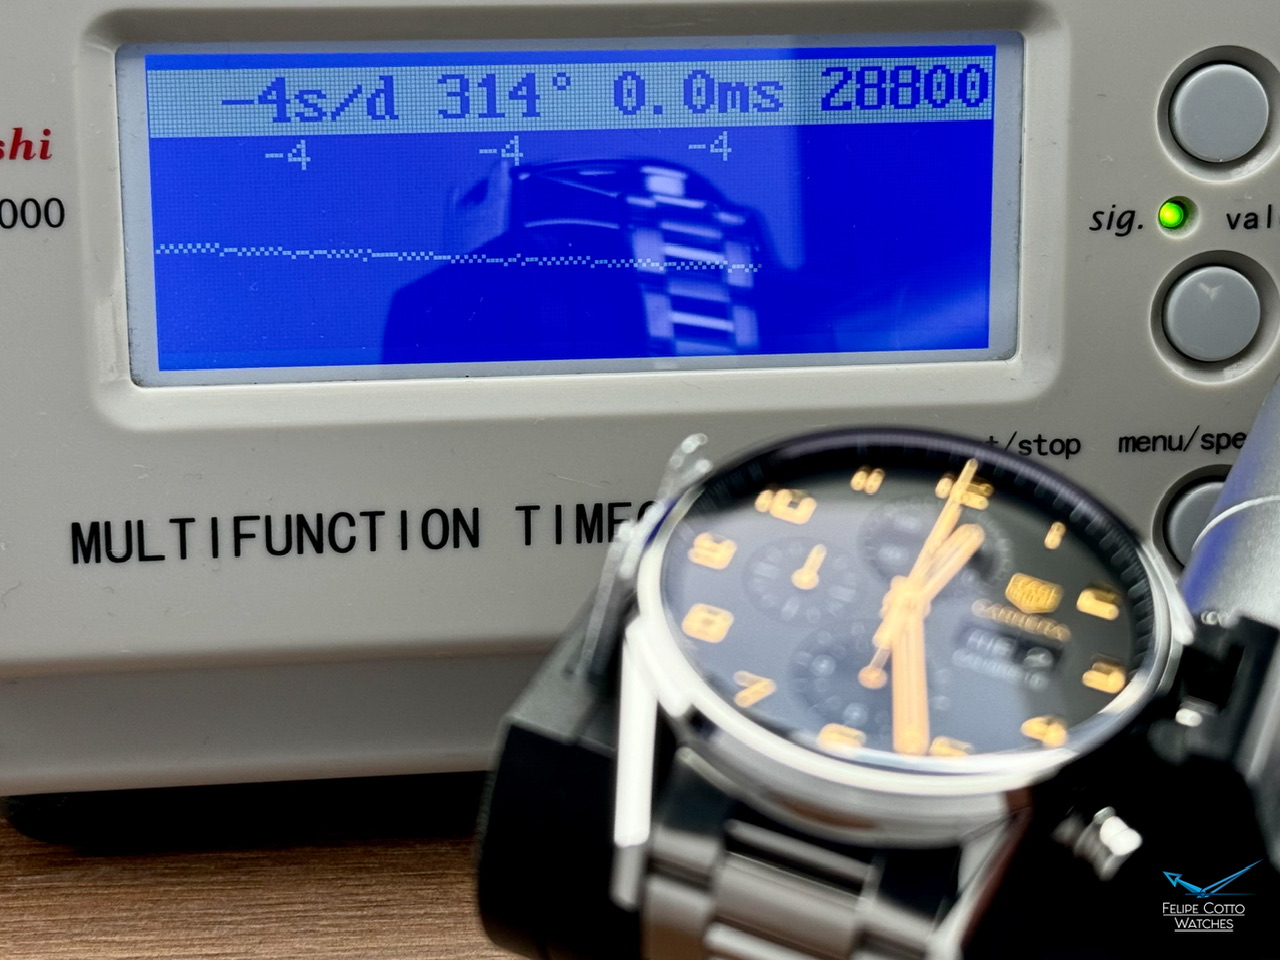 -4s/d 314° 0.0ms 28800
-4 -4 -4
shi
000
sig.
val
t/stop
menu/spe
MULTIFUNCTION TIME
CARRERA
FELIPE COTTO
WATCHES